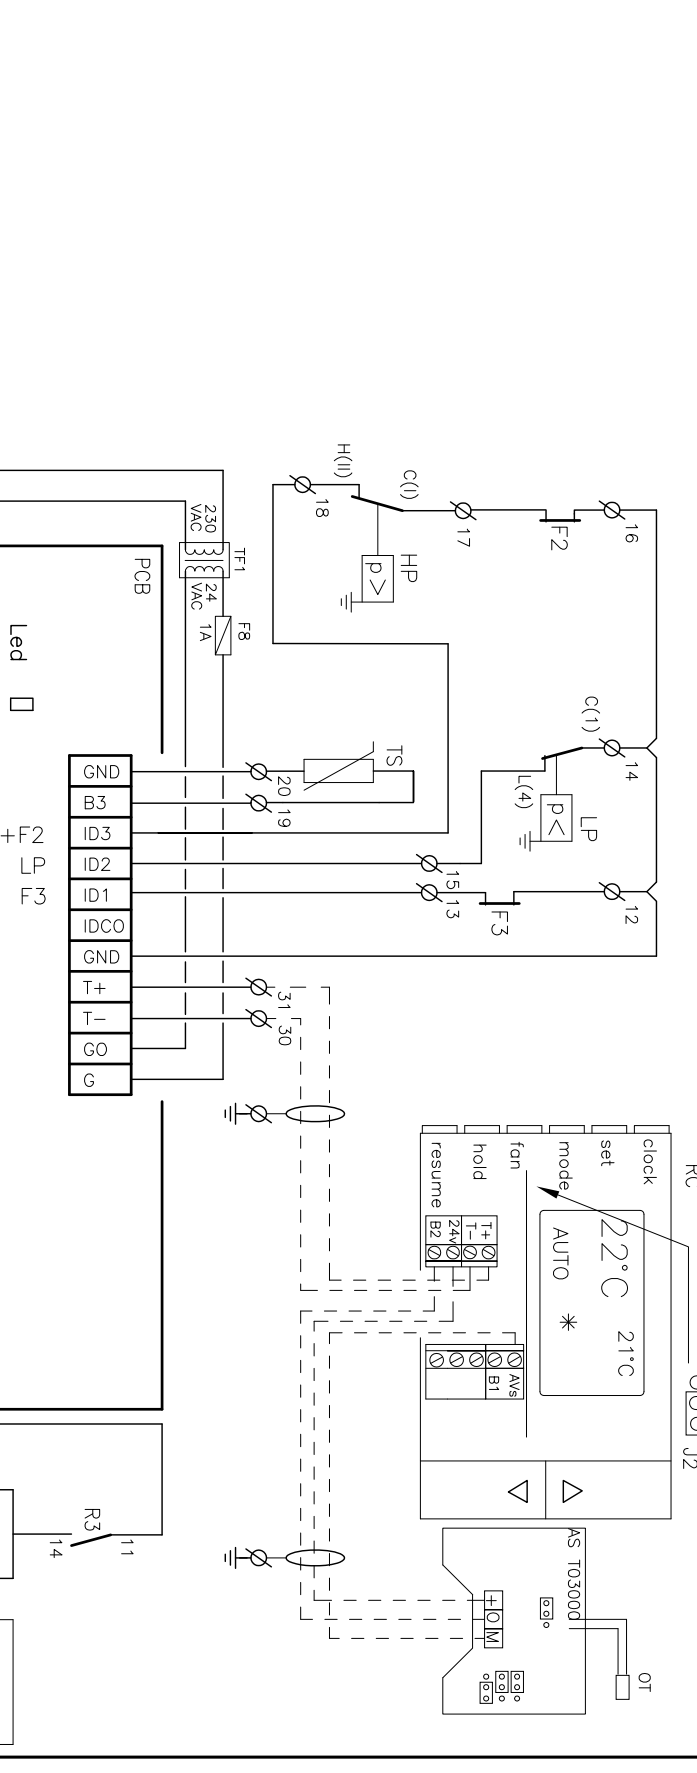 H(II)
18
C(I)
17
F2
16
HP
p>
230
VAC
TF1
24
VAC
F8
1A
PCB
Led
C(1)
14
L(4)
LP
p<
TS
20
19
GND
B3
+F2
ID3
LP
ID2
15
F3
ID1
13
F3
12
IDC0
GND
T+
31
T-
30
G0
G
RC
clock
set
mode
fan
hold
resume
T+
T-
24v
B2
22°C
21°C
AUTO
AVs
B1
J2
R3
11
14
AS T03000
+
O
M
OT